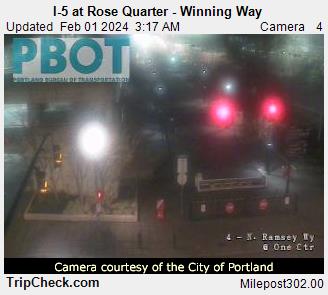 I-5 at Rose Quarter - Winning Way
Updated Feb 01 2024 3:17 AM Camera 4
PBOT
PORTLAND BUREAU OF TRANSPORTATION
4 - N. Ramsey Wy
@ One Ctr
Camera courtesy of the City of Portland
TripCheck.com Milepost302.00